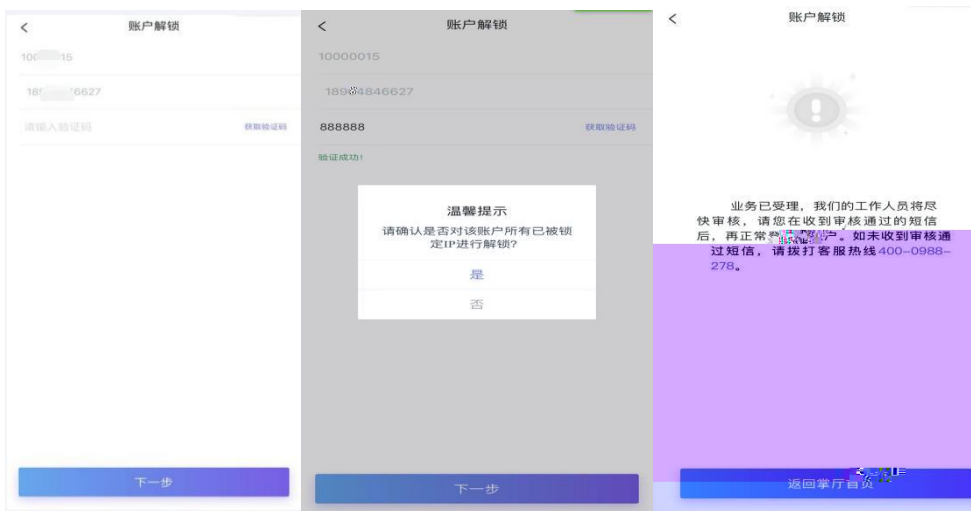 账户解锁
100 15
18 6627
请输入验证码 获取验证码
下一步
账户解锁
10000015
189 4846627
888888 获取验证码
验证成功!
温馨提示
请确认是否对该账户所有已被锁
定IP进行解锁?
是
否
下一步
账户解锁
业务已受理，我们的工作人员将尽
快审核，请您在收到审核通过的短信
后，再正常 户。如未收到审核通
过短信，请拨打客服热线400-0988-
278。
返回掌厅首页